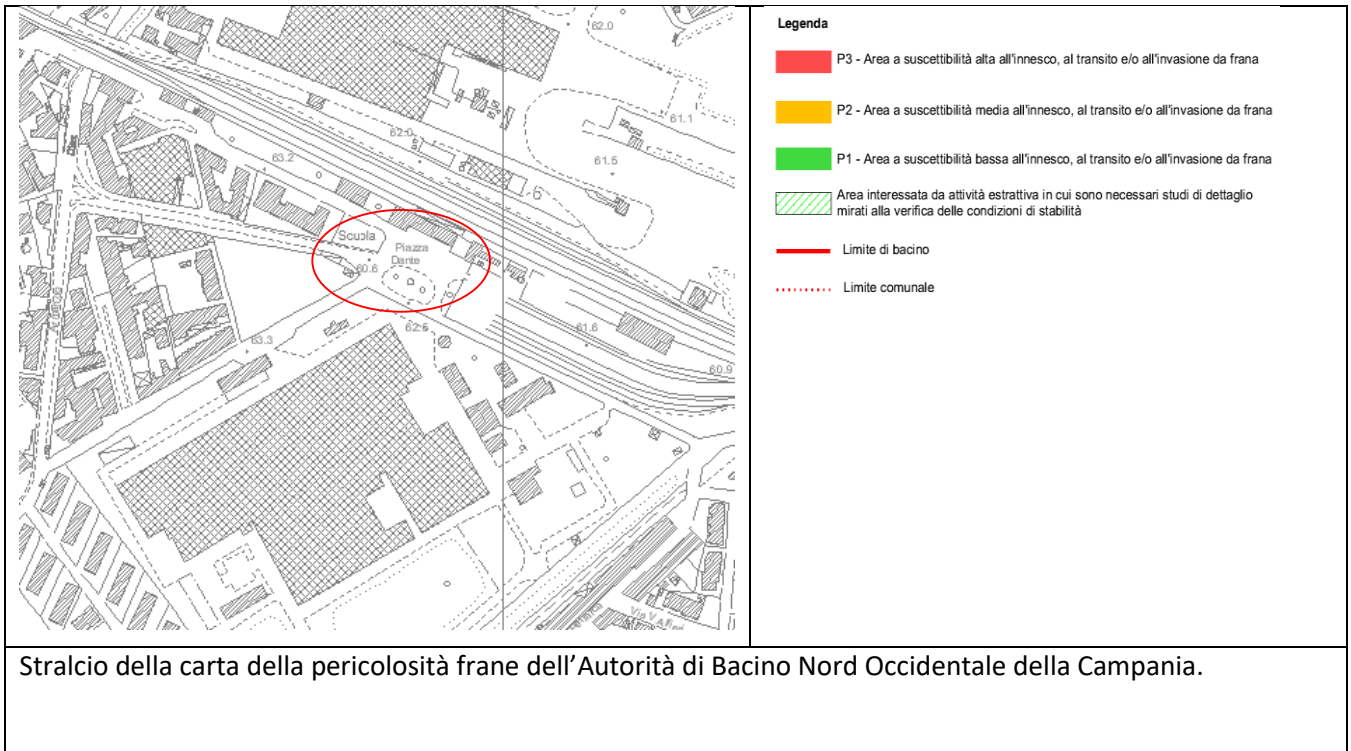 62.0
61.1
62.0
63.2
61.5
Scuola
Piazza
Dante
60.6
62.5
61.6
63.3
60.9
Legenda
P3 - Area a suscettibilità alta all'innesco, al transito e/o all'invasione da frana
P2 - Area a suscettibilità media all'innesco, al transito e/o all'invasione da frana
P1 - Area a suscettibilità bassa all'innesco, al transito e/o all'invasione da frana
Area interessata da attività estrattiva in cui sono necessari studi di dettaglio
mirati alla verifica delle condizioni di stabilità
Limite di bacino
Limite comunale
Stralcio della carta della pericolosità frane dell’Autorità di Bacino Nord Occidentale della Campania.